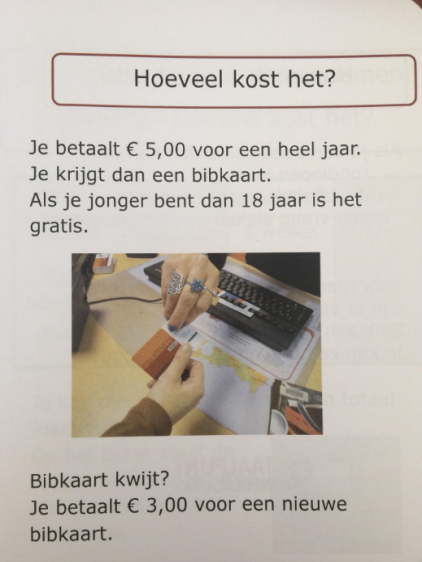 Hoeveel kost het?
Je betaalt € 5,00 voor een heel jaar.
Je krijgt dan een bibkaart.
Als je jonger bent dan 18 jaar is het
gratis.
Bibkaart kwijt?
Je betaalt € 3,00 voor een nieuwe
bibkaart.